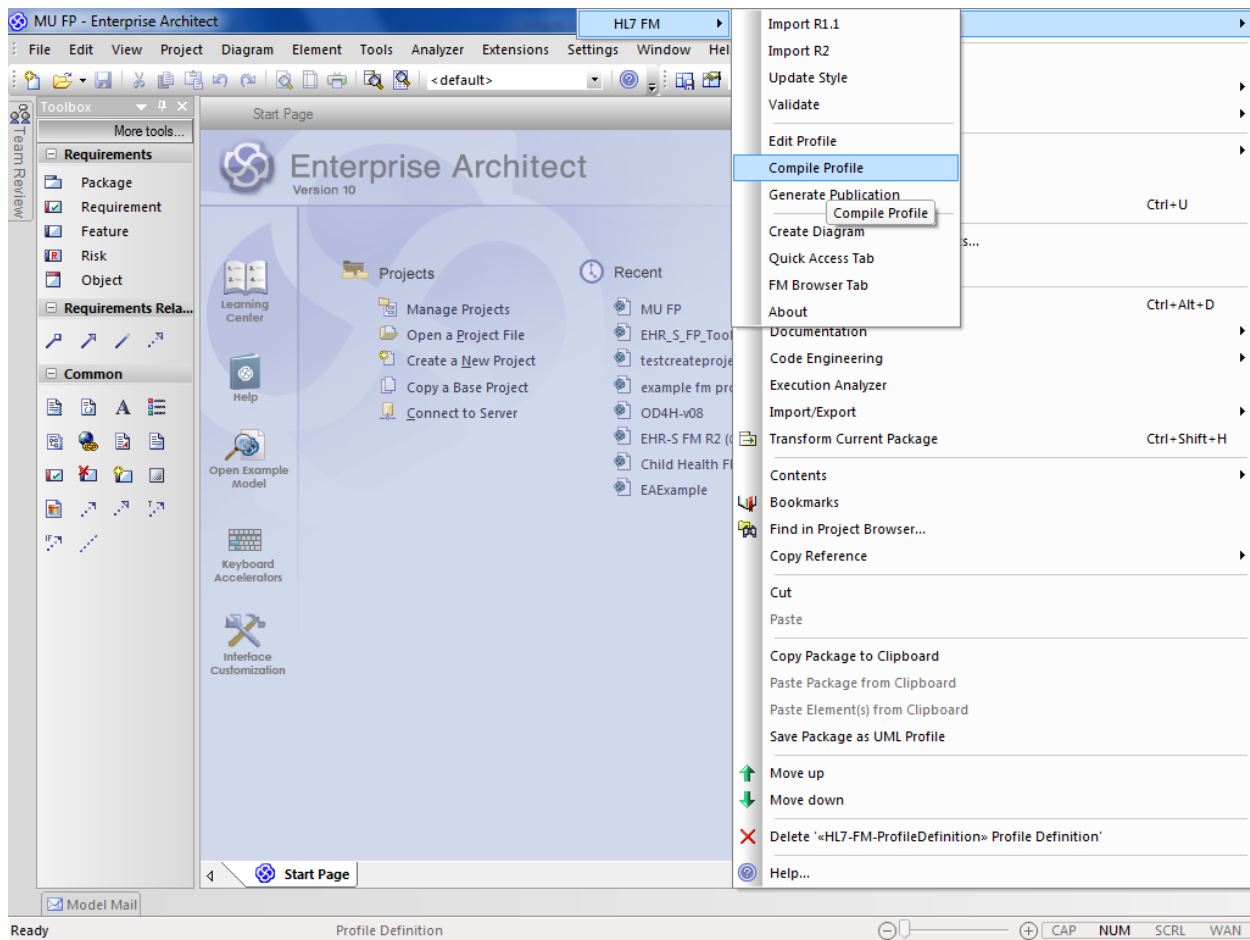 MU FP - Enterprise Architect
HL7 FM
File Edit View Project Diagram Element Tools Analyzer Extensions Settings Window Hel
<default>
Team Review
Toolbox
More tools...
Requirements
Package
Requirement
Feature
Risk
Object
Requirements Rela...
Common
Start Page
Enterprise Architect
Version 10
Learning Center
Help
Open Example Model
Keyboard Accelerators
Interface Customization
Projects
Manage Projects
Open a Project File
Create a New Project
Copy a Base Project
Connect to Server
Recent
MU FP
EHR_S_FP_Tool
testcreateproje
example fm pro
OD4H-v08
EHR-S FM R2 (
Child Health F
EAExample
Import R1.1
Import R2
Update Style
Validate
Edit Profile
Compile Profile
Generate Publication
Compile Profile
Create Diagram
Quick Access Tab
FM Browser Tab
About
Ctrl+U
s...
Ctrl+Alt+D
Documentation
Code Engineering
Execution Analyzer
Import/Export
Transform Current Package Ctrl+Shift+H
Contents
Bookmarks
Find in Project Browser...
Copy Reference
Cut
Paste
Copy Package to Clipboard
Paste Package from Clipboard
Paste Element(s) from Clipboard
Save Package as UML Profile
Move up
Move down
Delete '«HL7-FM-ProfileDefinition» Profile Definition'
Help...
Start Page
Model Mail
Ready Profile Definition CAP NUM SCRL WAN